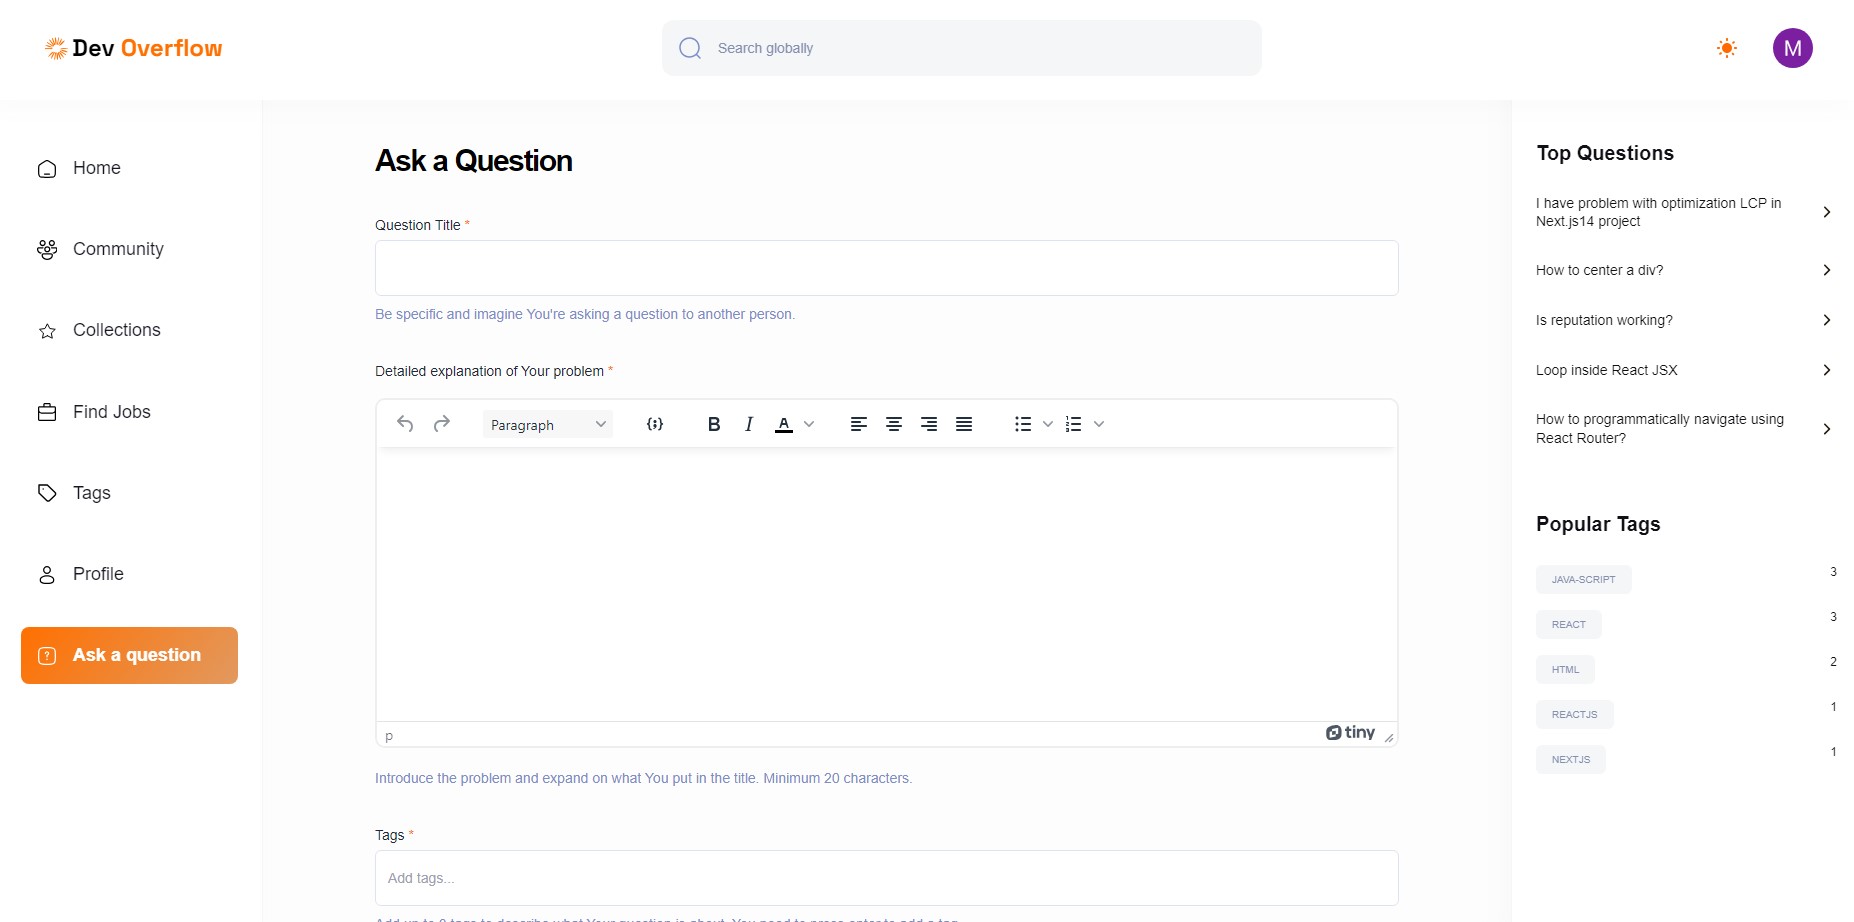 Dev Overflow
Search globally
M
Home
Community
Collections
Find Jobs
Tags
Profile
Ask a question
Ask a Question
Question Title *
Be specific and imagine You're asking a question to another person.
Detailed explanation of Your problem *
Paragraph
B I A
p
tiny
Introduce the problem and expand on what You put in the title. Minimum 20 characters.
Tags *
Add tags...
Top Questions
I have problem with optimization LCP in
Next.js14 project
How to center a div?
Is reputation working?
Loop inside React JSX
How to programmatically navigate using
React Router?
Popular Tags
JAVA-SCRIPT 3
REACT 3
HTML 2
REACTJS 1
NEXTJS 1